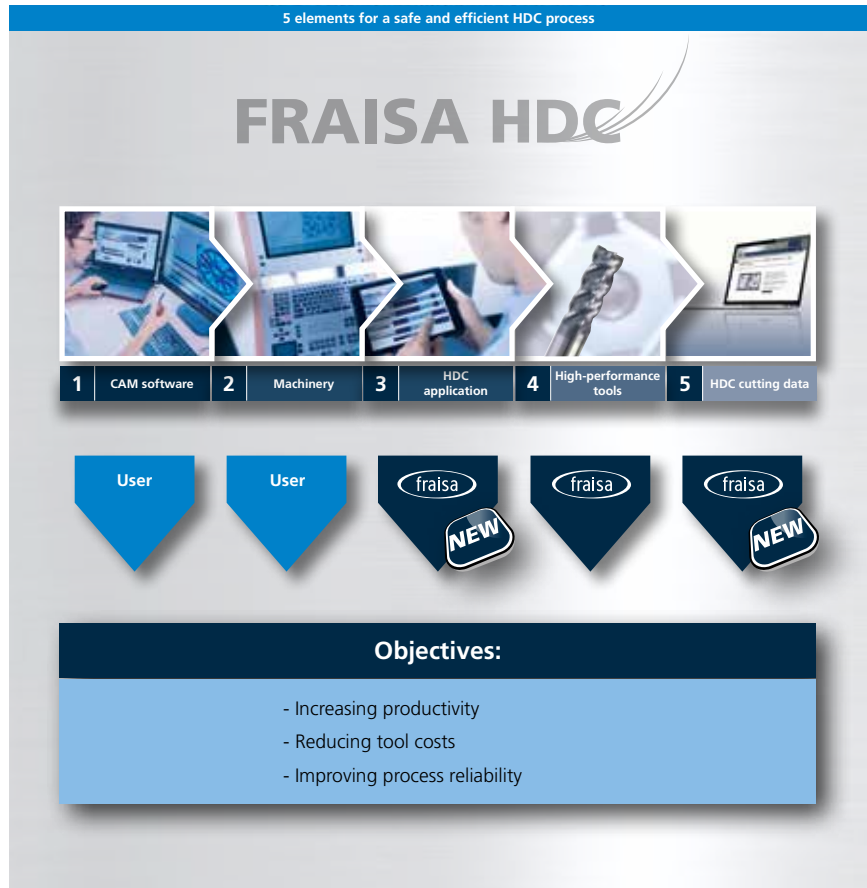 5 elements for a safe and efficient HDC process
FRAISA HDC
1 CAM software 2 Machinery 3 HDC application 4 High-performance tools 5 HDC cutting data
User User fraisa fraisa fraisa
NEW NEW
Objectives:
- Increasing productivity
- Reducing tool costs
- Improving process reliability